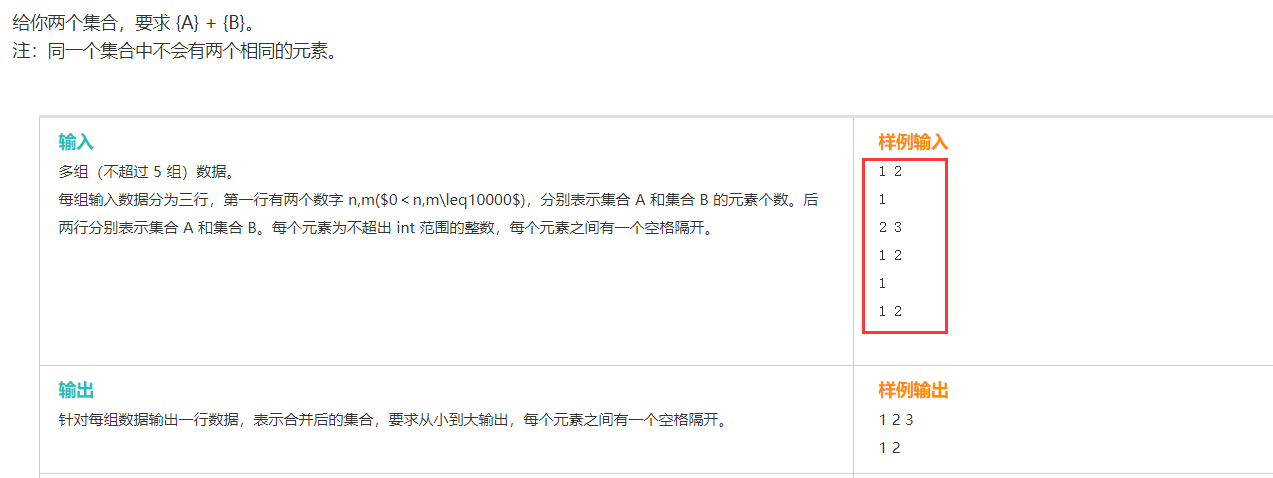 给你两个集合，要求 {A} + {B}。
注：同一个集合中不会有两个相同的元素。
输入
多组（不超过 5 组）数据。
每组输入数据分为三行，第一行有两个数字 n,m($0＜n,m\leq10000$)，分别表示集合 A 和集合 B 的元素个数。后
两行分别表示集合 A 和集合 B。每个元素为不超出 int 范围的整数，每个元素之间有一个空格隔开。
样例输入
1 2
1
2 3
1 2
1
1 2
输出
针对每组数据输出一行数据，表示合并后的集合，要求从小到大输出，每个元素之间有一个空格隔开。
样例输出
1 2 3
1 2